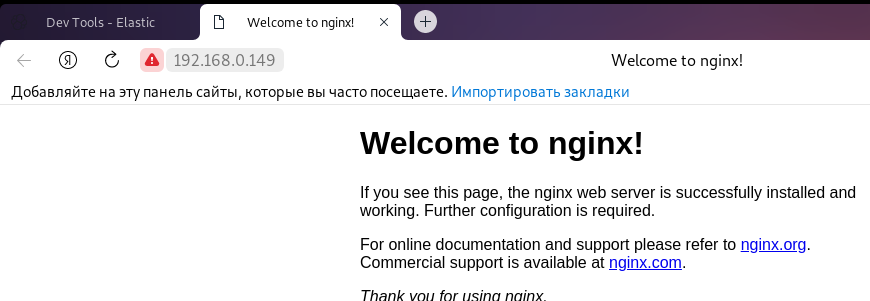 Dev Tools - Elastic
Welcome to nginx!
Я
192.168.0.149
Welcome to nginx!
Добавляйте на эту панель сайты, которые вы часто посещаете. Импортировать закладки
Welcome to nginx!
If you see this page, the nginx web server is successfully installed and
working. Further configuration is required.
For online documentation and support please refer to nginx.org.
Commercial support is available at nginx.com.
Thank you for using nginx.